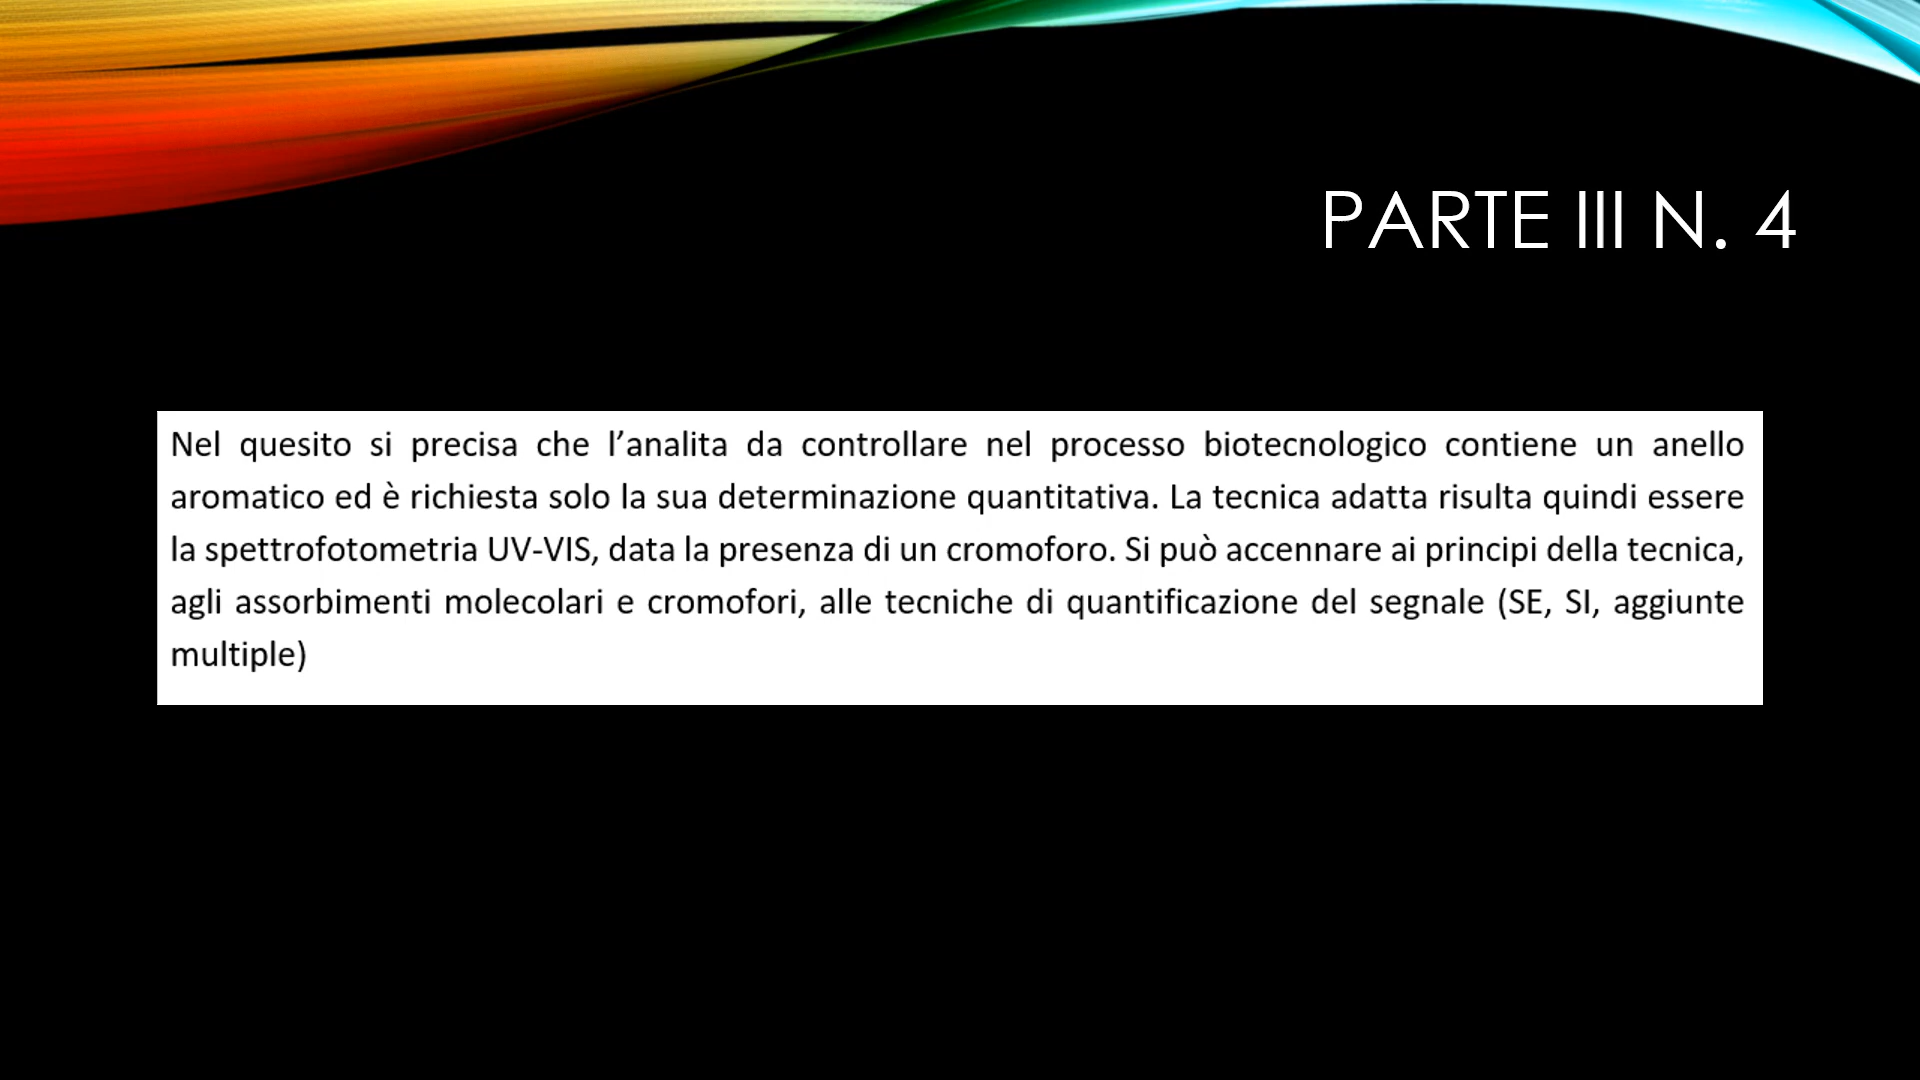 PARTE III N. 4
Nel quesito si precisa che l’analita da controllare nel processo biotecnologico contiene un anello
aromatico ed è richiesta solo la sua determinazione quantitativa. La tecnica adatta risulta quindi essere
la spettrofotometria UV-VIS, data la presenza di un cromoforo. Si può accennare ai principi della tecnica,
agli assorbimenti molecolari e cromofori, alle tecniche di quantificazione del segnale (SE, SI, aggiunte
multiple)